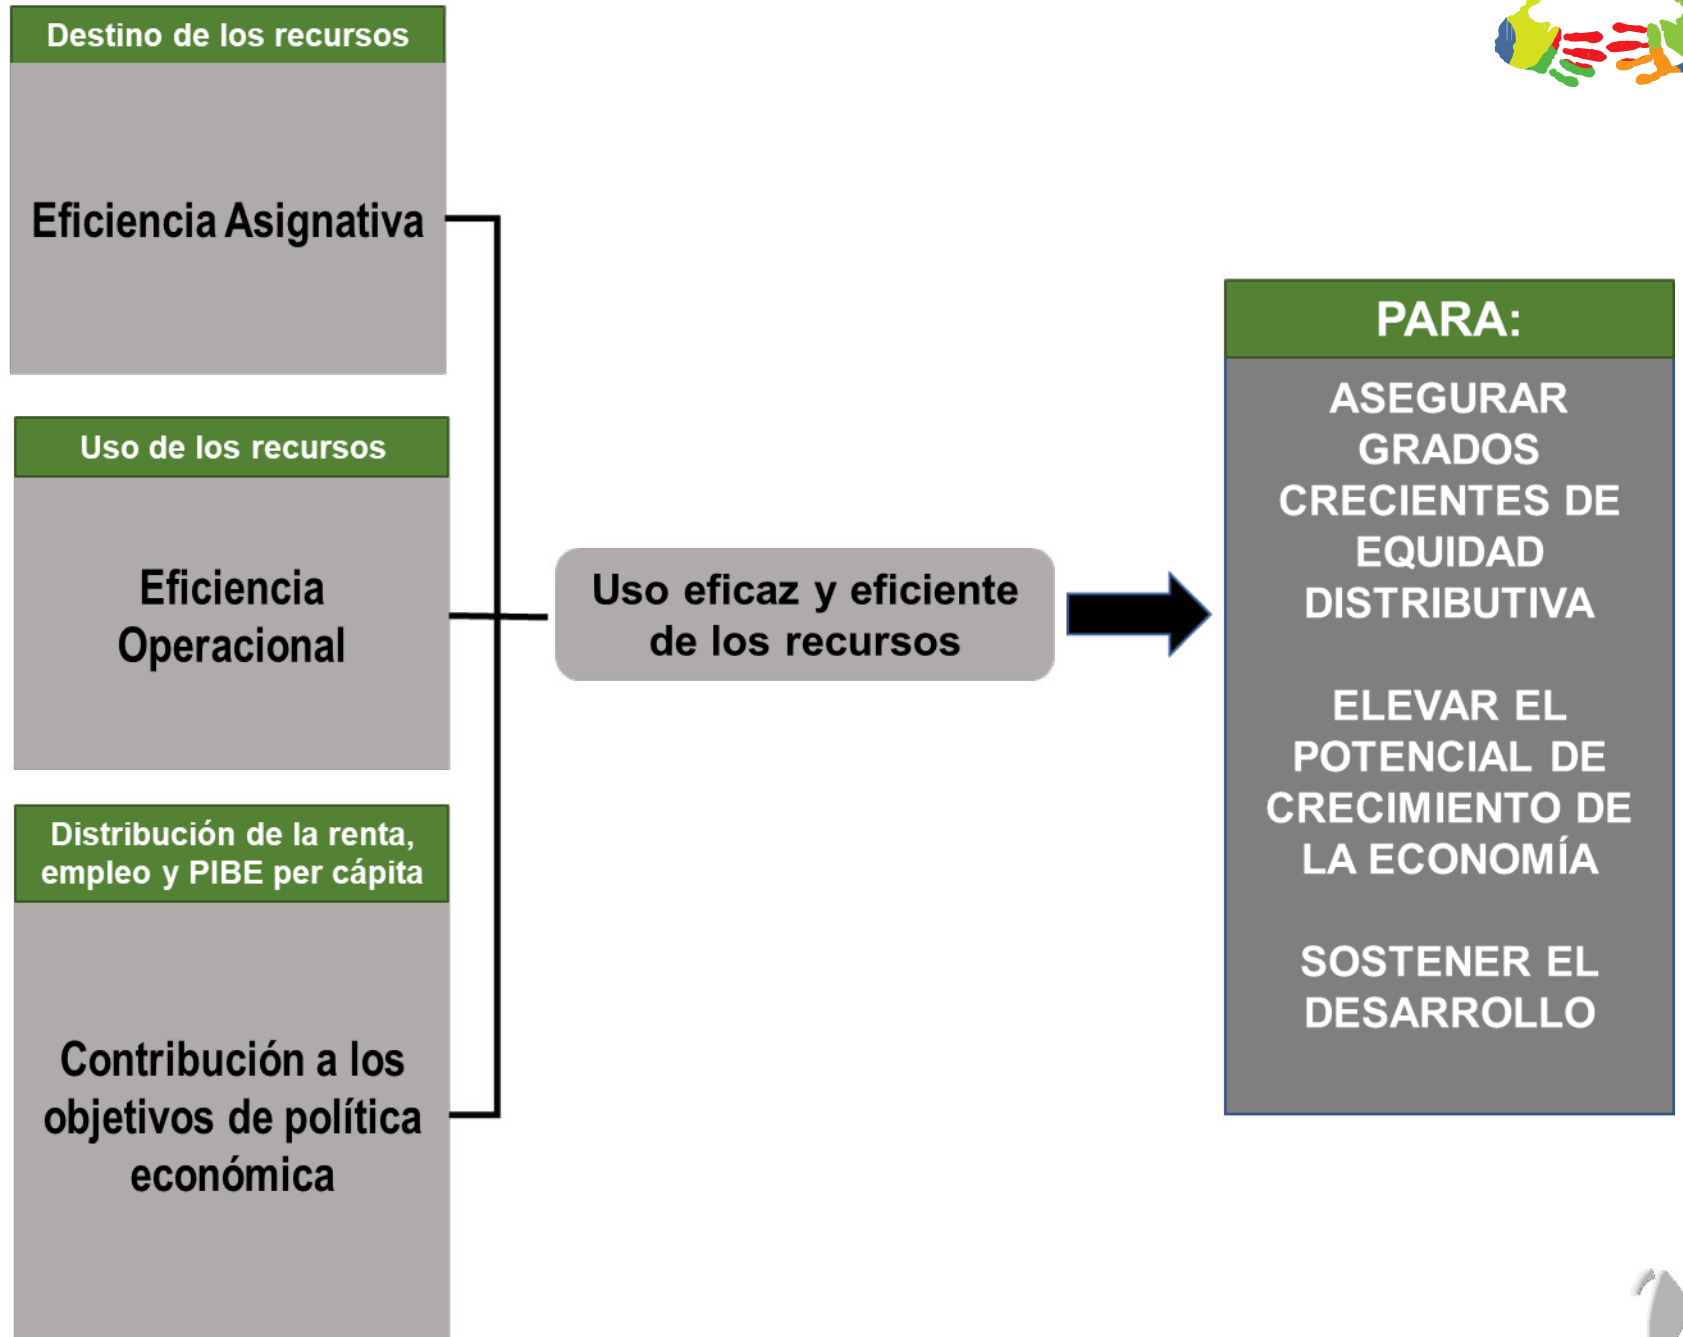 Destino de los recursos
Eficiencia Asignativa
Uso de los recursos
Eficiencia
Operacional
Distribución de la renta,
empleo y PIBE per cápita
Contribución a los
objetivos de política
económica
Uso eficaz y eficiente
de los recursos
PARA:
ASEGURAR
GRADOS
CRECIENTES DE
EQUIDAD
DISTRIBUTIVA
ELEVAR EL
POTENCIAL DE
CRECIMIENTO DE
LA ECONOMÍA
SOSTENER EL
DESARROLLO